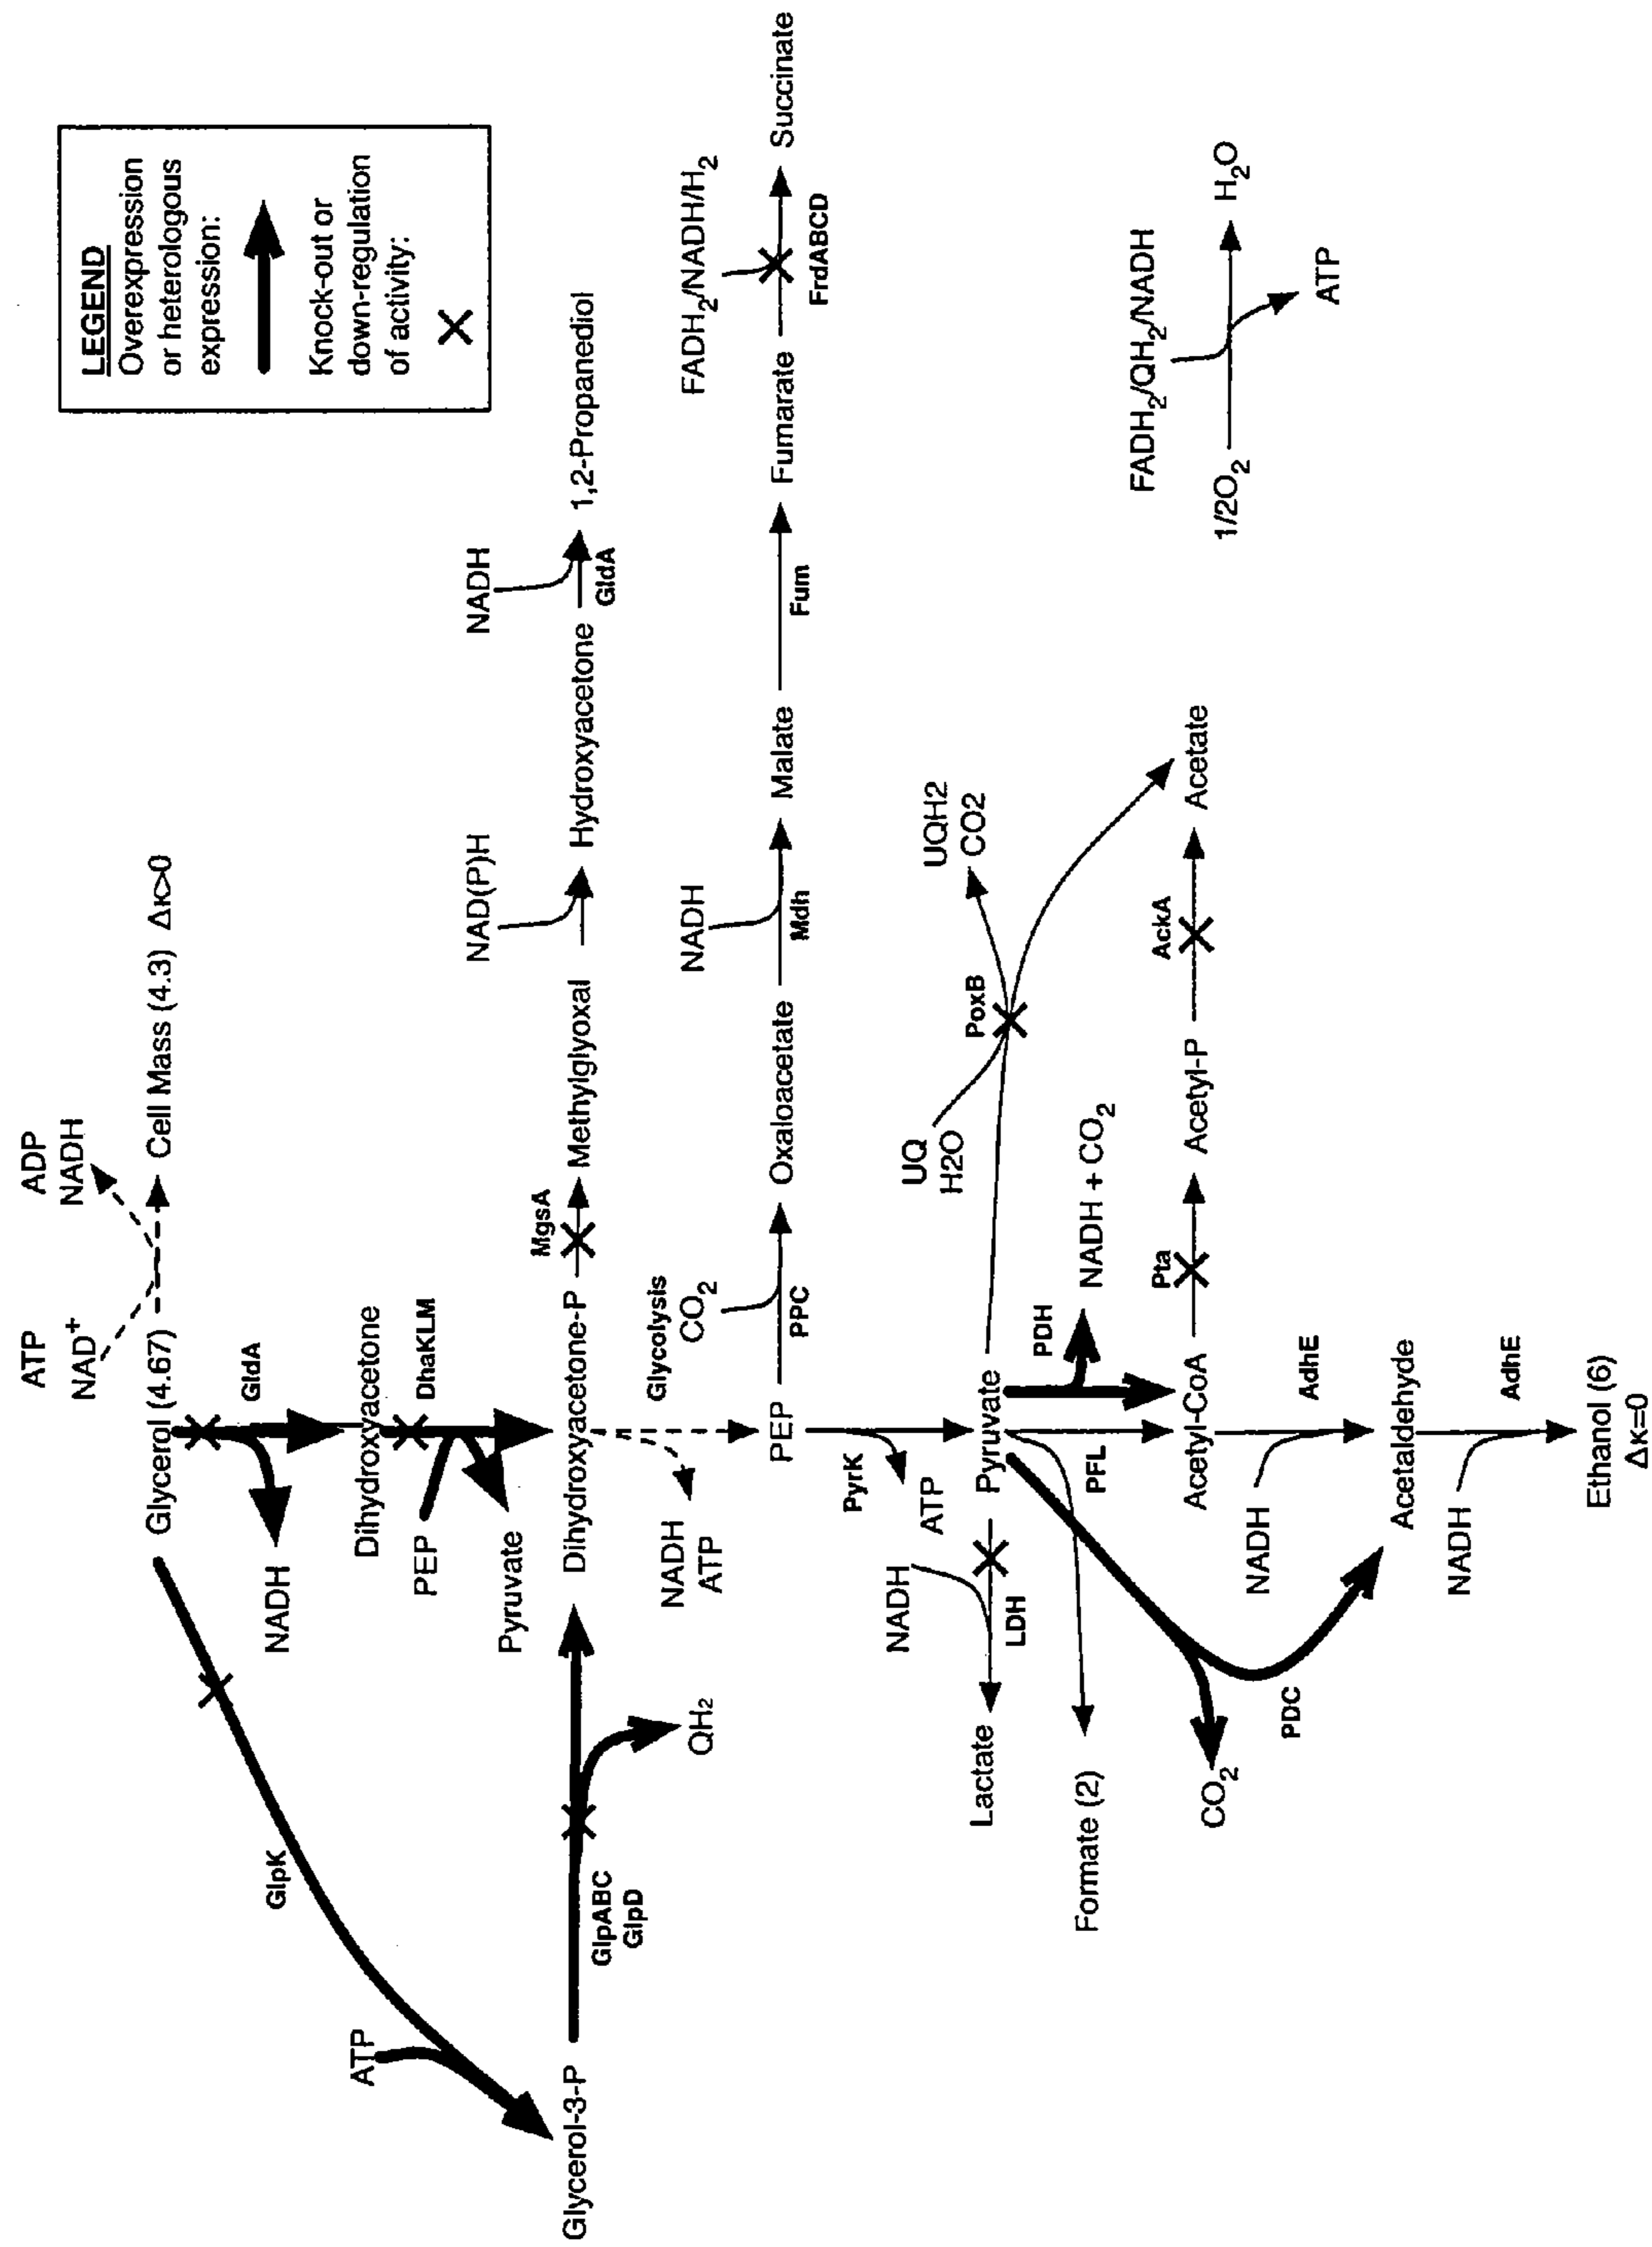 LEGEND
Overexpression
or heterologous
expression:
Knock-out or
down-regulation
of activity:
ATP
NAD+
ADP
NADH
Glycerol (4.67)
Cell Mass (4.3) Δκ>0
GldA
NADH
GlpK
Dihydroxyacetone
ATP
PEP
DhaKLM
Pyruvate
NAD(P)H
NADH
MgsA
Glycerol-3-P
Dihydroxyacetone-P
Methylglyoxal
Hydroxyacetone
1,2-Propanediol
GldA
GlpABC
GlpD
QH2
NADH
ATP
Glycolysis
CO2
NADH
FADH2/NADH/H2
PEP
Oxaloacetate
Malate
Fumarate
Succinate
PPC
Mdh
Fum
FrdABCD
PyrK
ATP
NADH
UQ
H2O
PoxB
UQH2
CO2
Lactate
Pyruvate
LDH
PDH
PFL
NADH + CO2
Formate (2)
FADH2/QH2/NADH
1/2O2
H2O
ATP
Pta
AckA
CO2
Acetyl-CoA
Acetyl-P
Acetate
PDC
NADH
AdhE
Acetaldehyde
NADH
AdhE
Ethanol (6)
Δκ=0